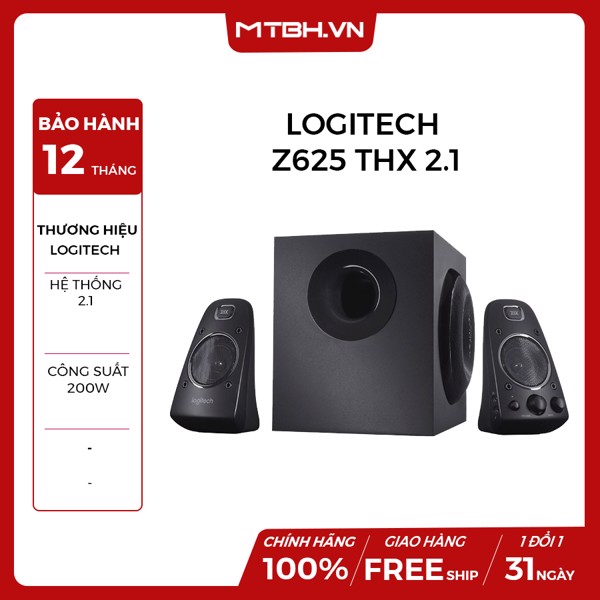 MTBH.VN
BẢO HÀNH
12 THÁNG
THƯƠNG HIỆU
LOGITECH
HỆ THỐNG
2.1
CÔNG SUẤT
200W
-
-
LOGITECH
Z625 THX 2.1
logitech
CHÍNH HÃNG
100%
GIAO HÀNG
FREE SHIP
1 ĐỔI 1
31 NGÀY